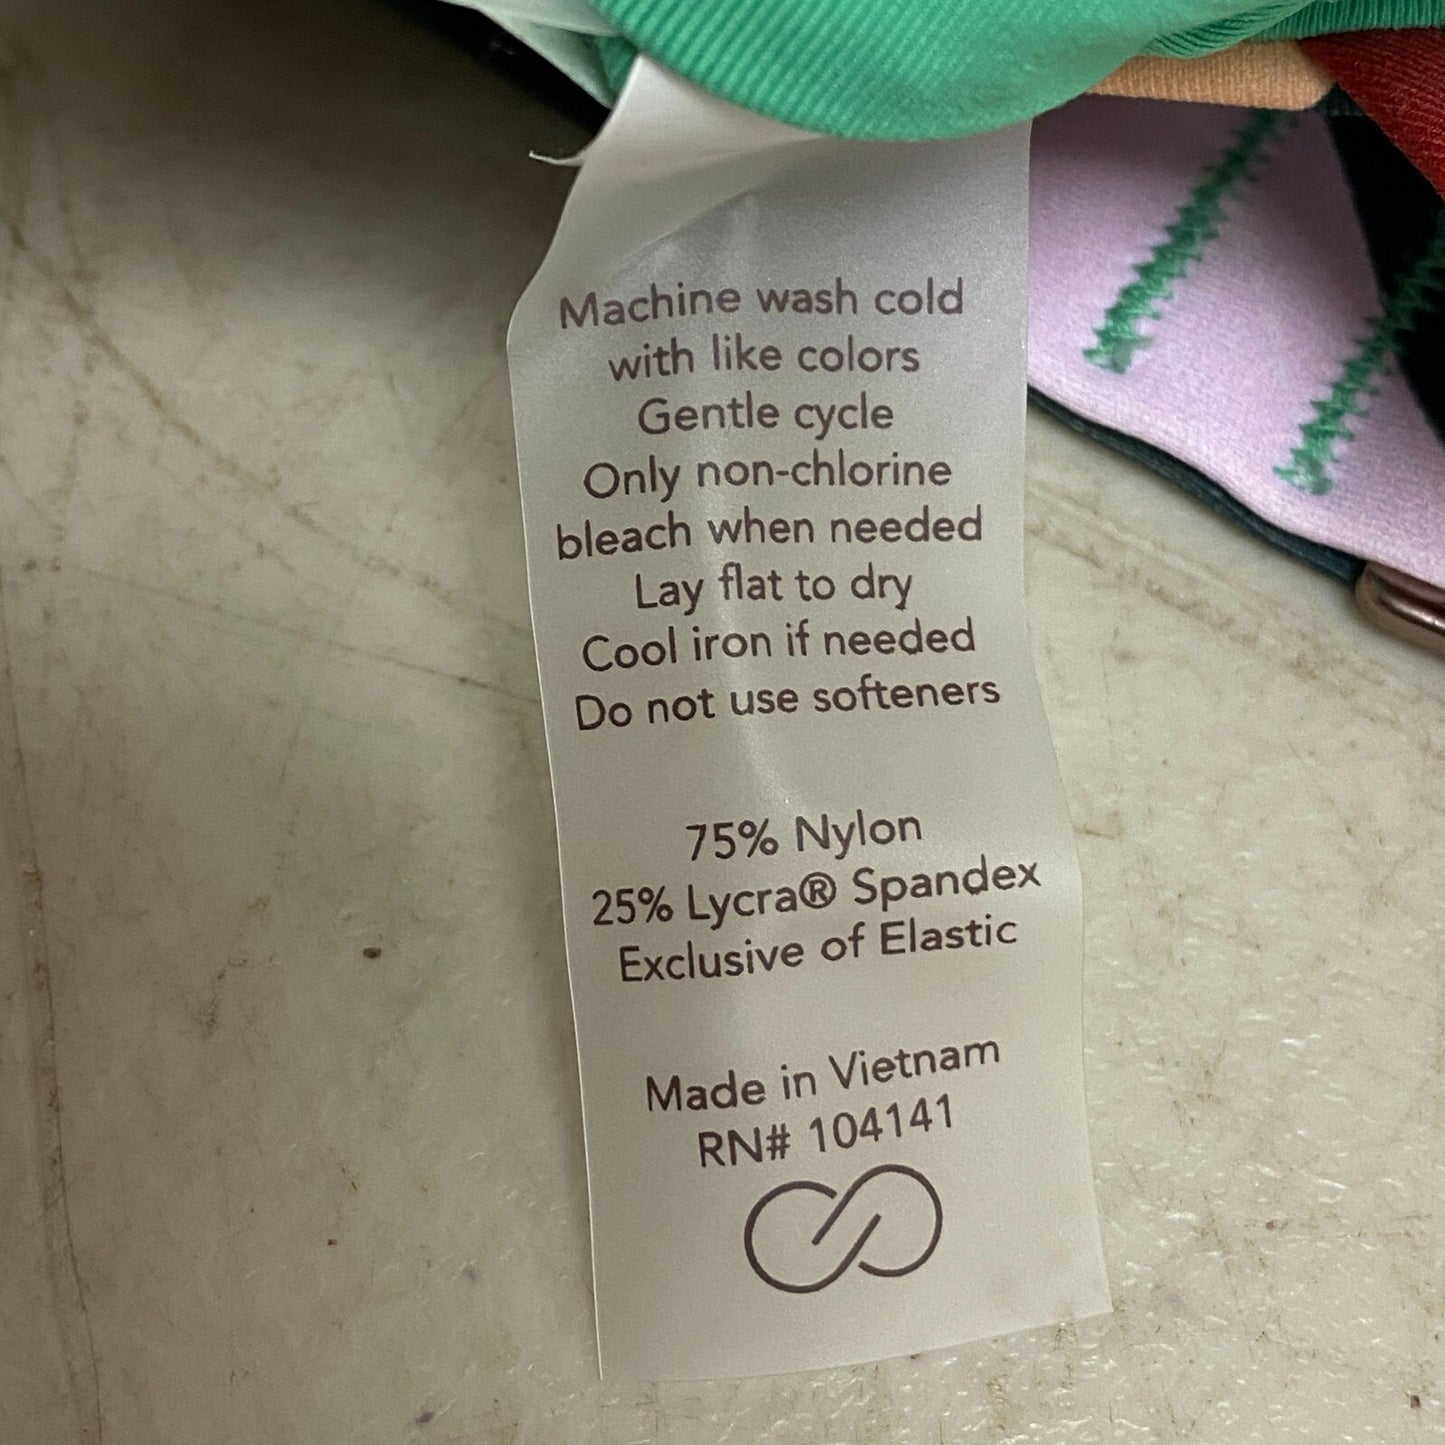 Machine wash cold
with like colors
Gentle cycle
Only non-chlorine
bleach when needed
Lay flat to dry
Cool iron if needed
Do not use softeners
75% Nylon
25% Lycra® Spandex
Exclusive of Elastic
Made in Vietnam
RN# 104141